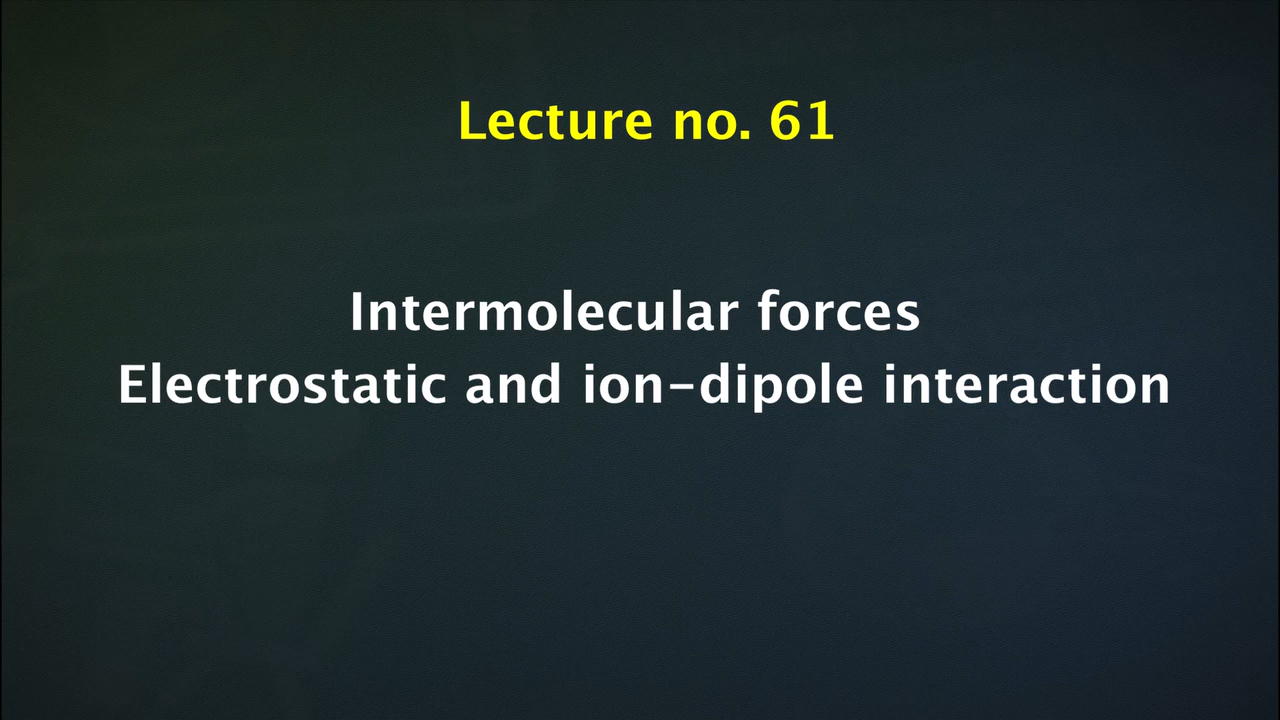 Lecture no. 61
Intermolecular forces
Electrostatic and ion-dipole interaction